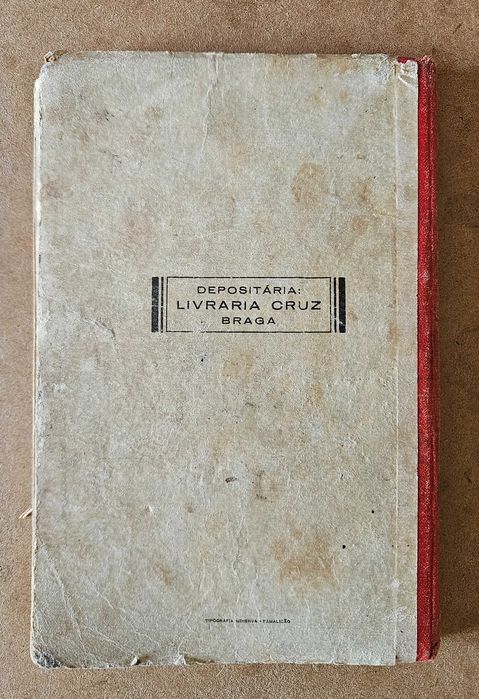 DEPOSITÁRIA:
LIVRARIA CRUZ
BRAGA
TIPOGRAFIA MINERVA - FAMALICÃO